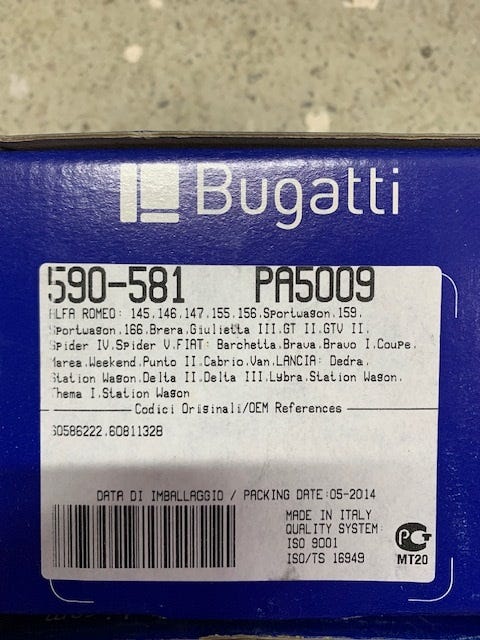 Bugatti
590-581 PA5009
ALFA ROMEO: 145.146.147.155.156.Sportwagon.159.
Sportwagon.166.Brera.Giulietta III.GT II.GTV II.
Spider IV.Spider V.FIAT: Barchetta.Brava.Bravo I.Coupe.
Marea.Weekend.Punto II.Cabrio.Van.LANCIA: Dedra.
Station Wagon.Delta II.Delta III.Lybra.Station Wagon.
Thema I.Station Wagon
Codici Originali/OEM References
60586222.60811328
DATA DI IMBALLAGGIO / PACKING DATE:05-2014
MADE IN ITALY
QUALITY SYSTEM:
ISO 9001
ISO/TS 16949
PCT
MT20